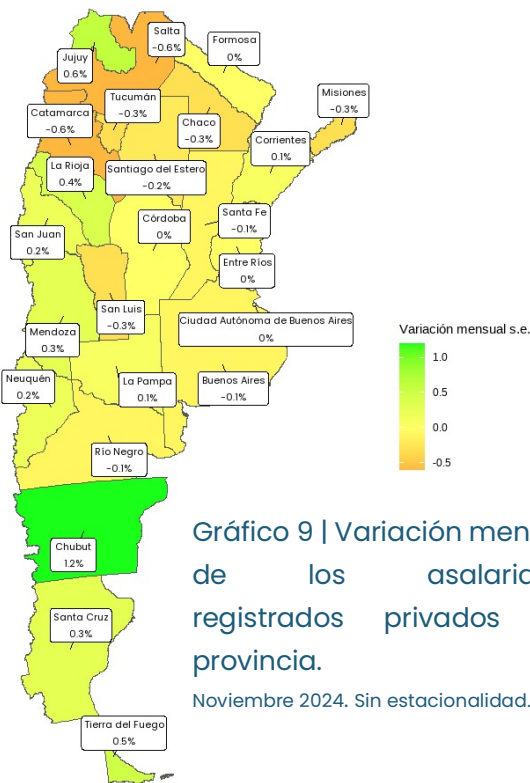 Salta
-0.6%
Formosa
0%
Jujuy
0.6%
Tucumán
-0.3%
Misiones
-0.3%
Catamarca
-0.6%
Chaco
-0.3%
Corrientes
0.1%
La Rioja
0.4%
Santiago del Estero
-0.2%
Córdoba
0%
Santa Fe
-0.1%
San Juan
0.2%
Entre Ríos
0%
San Luis
-0.3%
Ciudad Autónoma de Buenos Aires
0%
Mendoza
0.3%
Neuquén
0.2%
La Pampa
0.1%
Buenos Aires
-0.1%
Río Negro
-0.1%
Chubut
1.2%
Santa Cruz
0.3%
Tierra del Fuego
0.5%
Variación mensual s.e.
1.0
0.5
0.0
-0.5
Gráfico 9 | Variación men
de los asalari
registrados privados
provincia.
Noviembre 2024. Sin estacionalidad.